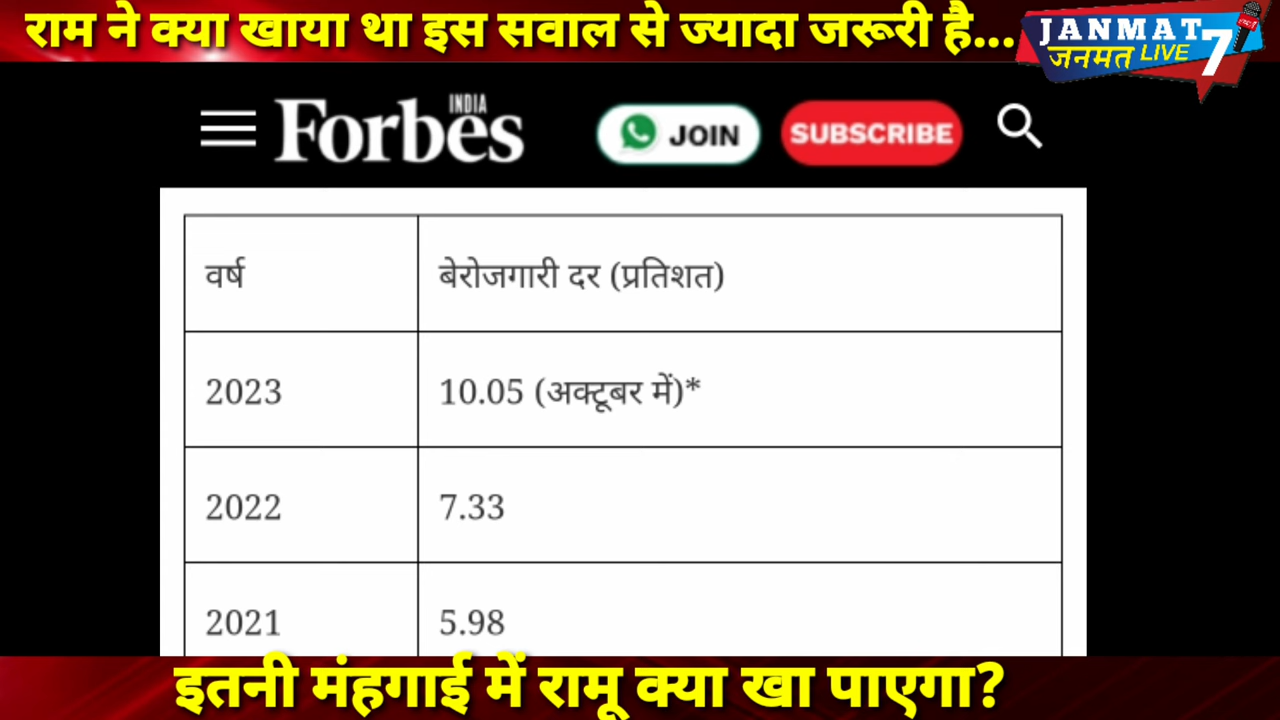 राम ने क्या खाया था इस सवाल से ज्यादा जरूरी है...
JANMAT
जनमत LIVE 7
Forbes INDIA
JOIN
SUBSCRIBE
वर्ष बेरोजगारी दर (प्रतिशत)
2023 10.05 (अक्टूबर में)*
2022 7.33
2021 5.98
इतनी मंहगाई में रामू क्या खा पाएगा?